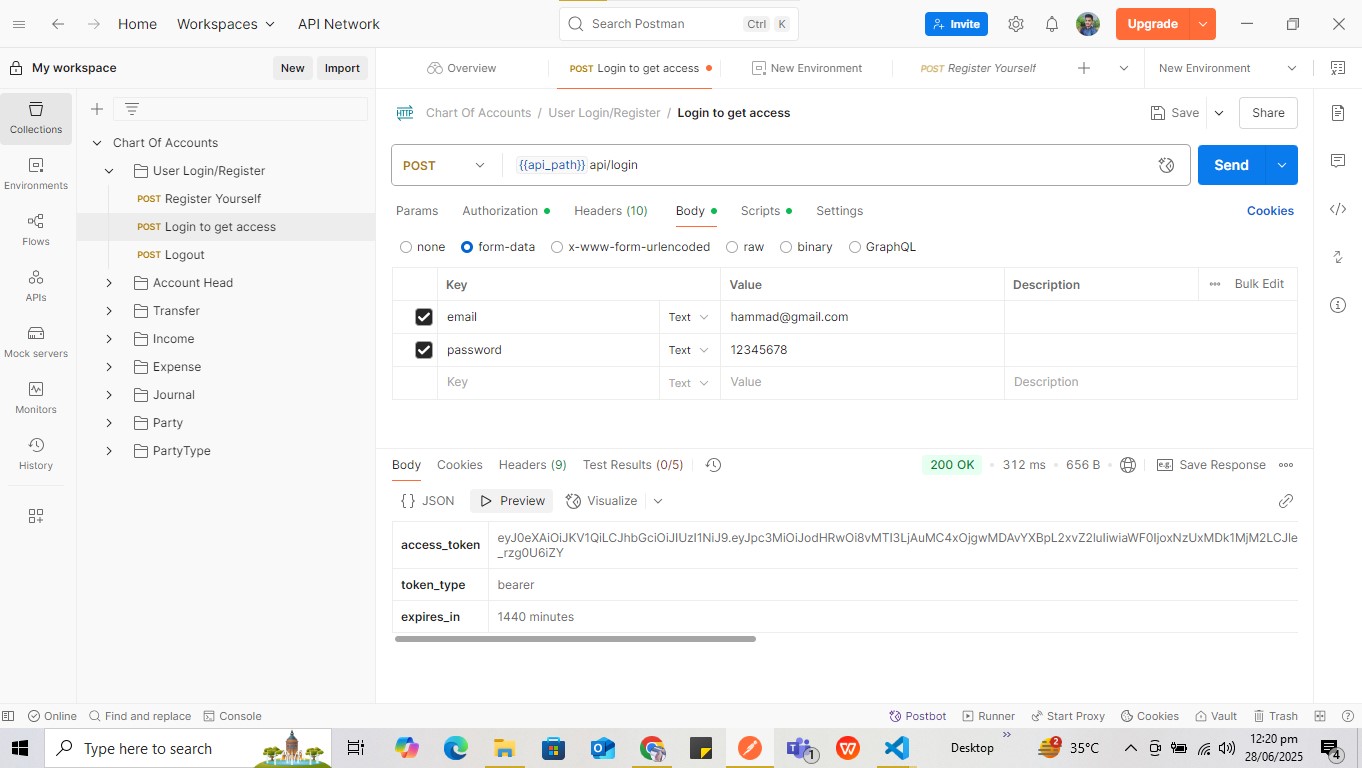 Home Workspaces API Network Search Postman Ctrl K Invite Upgrade
My workspace New Import Overview POST Login to get access New Environment POST Register Yourself New Environment
Collections
Environments
Flows
APIs
Mock servers
Monitors
History
Chart Of Accounts
User Login/Register
POST Register Yourself
POST Login to get access
POST Logout
Account Head
Transfer
Income
Expense
Journal
Party
PartyType
HTTP Chart Of Accounts / User Login/Register / Login to get access Save Share
POST {{api_path}} api/login Send
Params Authorization Headers (10) Body Scripts Settings Cookies
none form-data x-www-form-urlencoded raw binary GraphQL
Key Value Description Bulk Edit
email Text hammad@gmail.com
password Text 12345678
Key Text Value Description
Body Cookies Headers (9) Test Results (0/5) 200 OK 312 ms 656 B e.g. Save Response
{} JSON Preview Visualize
access_token eyJ0eXAiOiJKV1QiLCJhbGciOiJIUzI1NiJ9.eyJpc3MiOiJodHRwOi8vMTI3LjAuMC4xOjgwMDAvYXBpL2xvZ2luIiwiaWF0IjoxNzUxMDk1MjM2LCJle
_rzg0U6iZY
token_type bearer
expires_in 1440 minutes
Online Find and replace Console Postbot Runner Start Proxy Cookies Vault Trash
Type here to search 1 Desktop 2 35°C 12:20 pm
28/06/2025 4